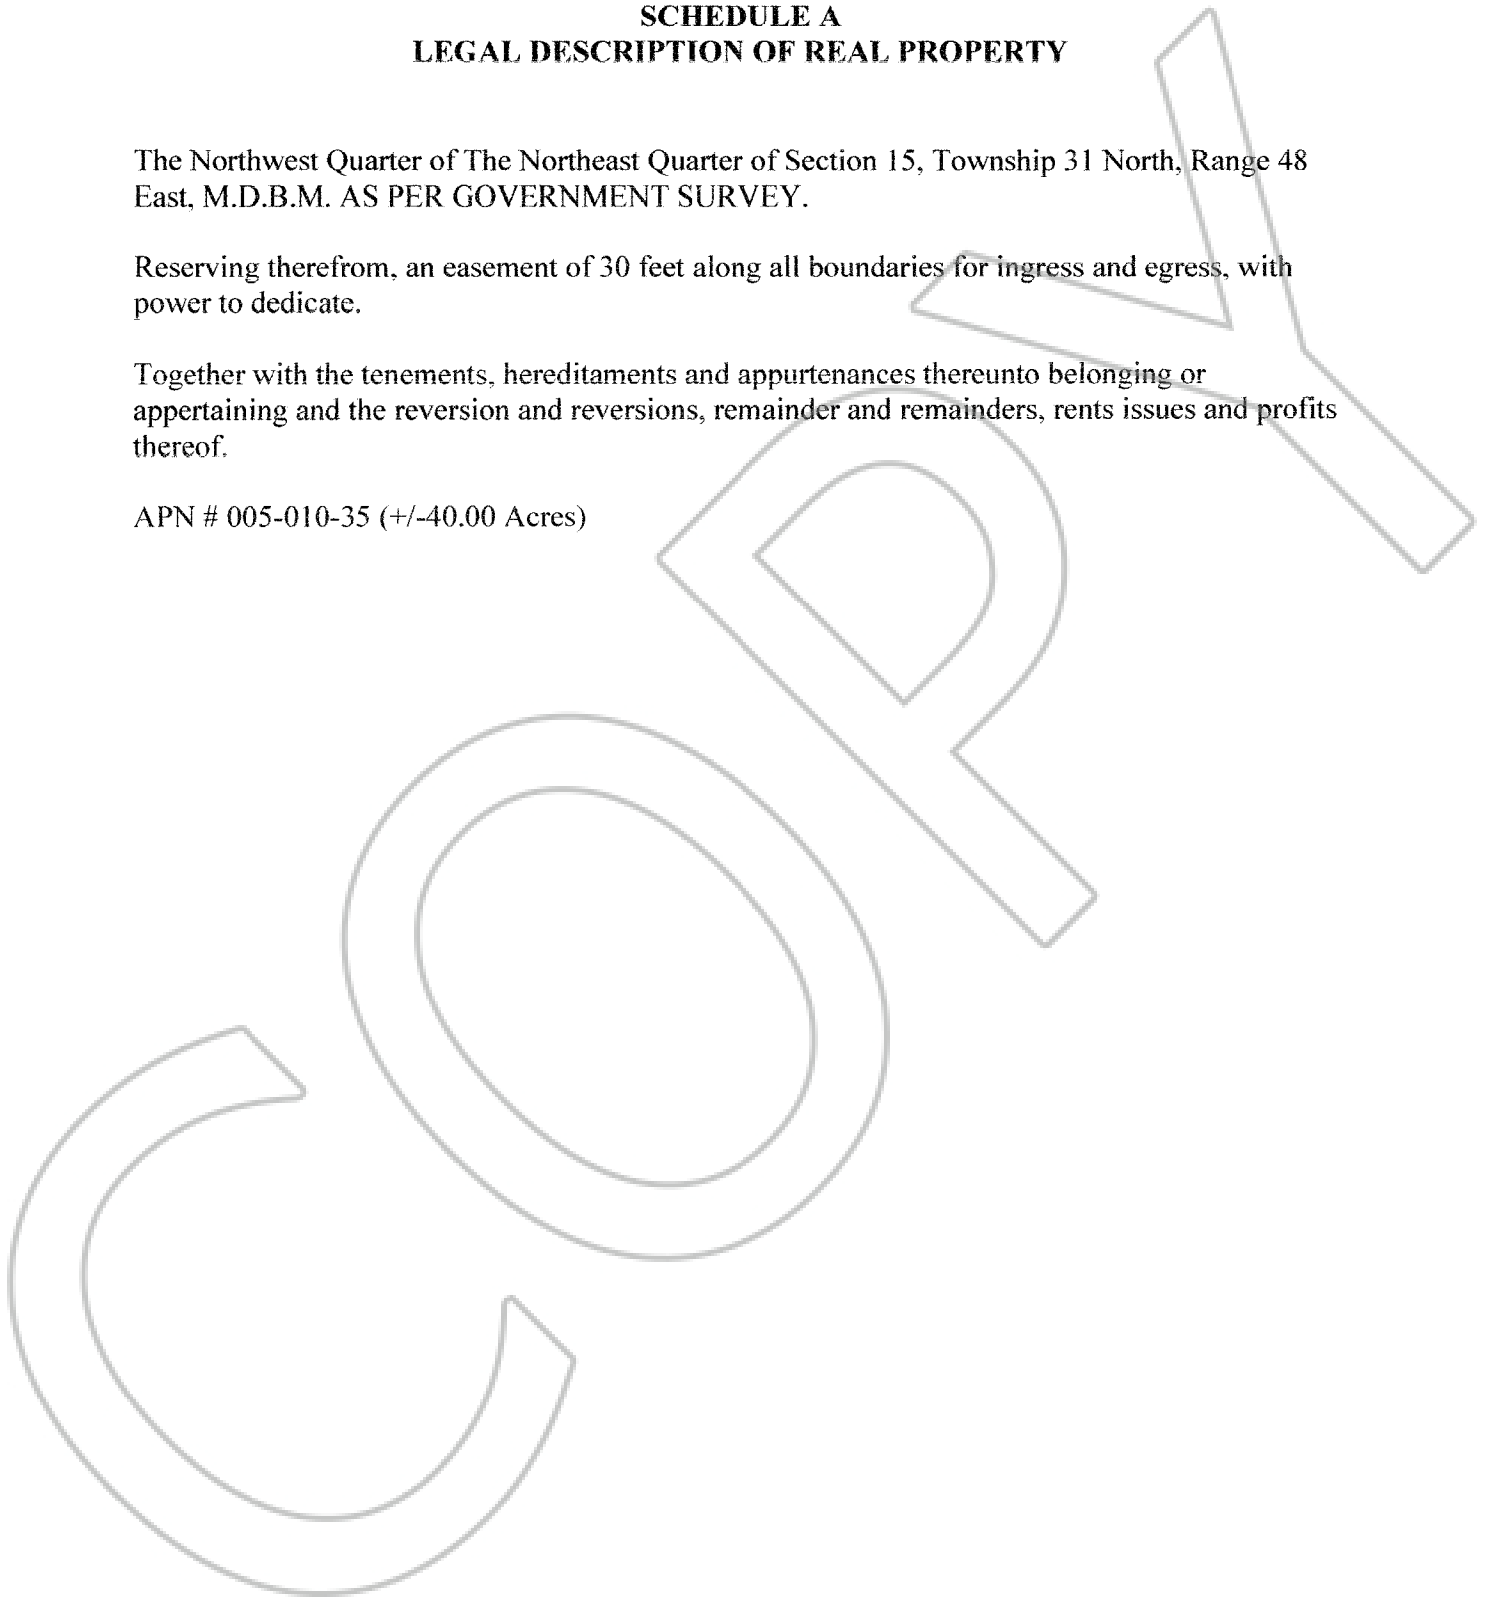 SCHEDULE A
LEGAL DESCRIPTION OF REAL PROPERTY
The Northwest Quarter of The Northeast Quarter of Section 15, Township 31 North, Range 48
East, M.D.B.M. AS PER GOVERNMENT SURVEY.
Reserving therefrom, an easement of 30 feet along all boundaries for ingress and egress, with
power to dedicate.
Together with the tenements, hereditaments and appurtenances thereunto belonging or
appertaining and the reversion and reversions, remainder and remainders, rents issues and profits
thereof.
APN # 005-010-35 (+/-40.00 Acres)
COPY